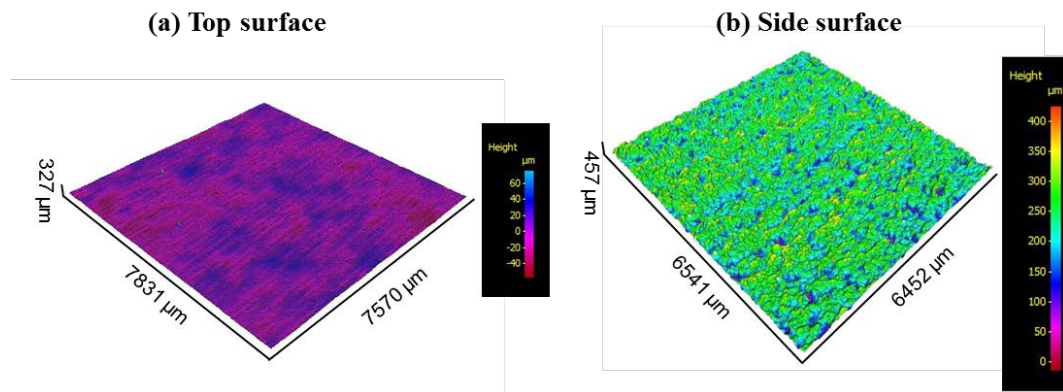 (a) Top surface
(b) Side surface
327 µm
7831 µm
7570 µm
Height
µm
60
40
20
0
-20
-40
457 µm
6541 µm
6452 µm
Height
µm
400
350
300
250
200
150
100
50
0